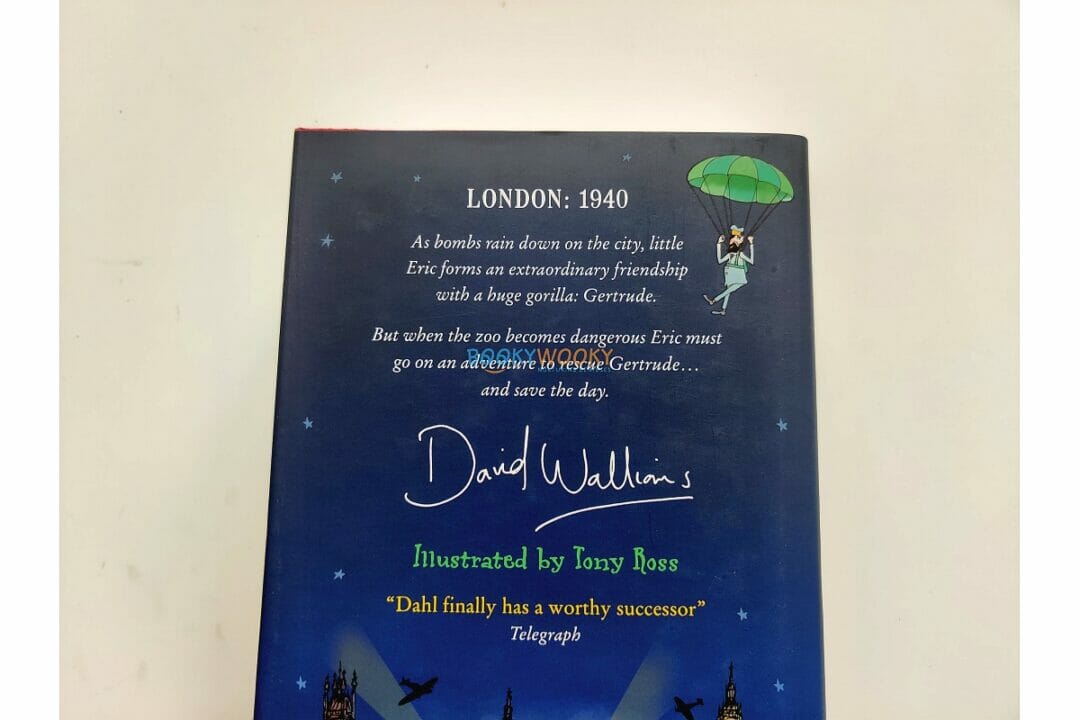 LONDON: 1940
As bombs rain down on the city, little
Eric forms an extraordinary friendship
with a huge gorilla: Gertrude.
But when the zoo becomes dangerous Eric must
BOOKYWOOKY
go on an adventure to rescue Gertrude...
and save the day.
David Walliams
Illustrated by Tony Ross
“Dahl finally has a worthy successor”
Telegraph